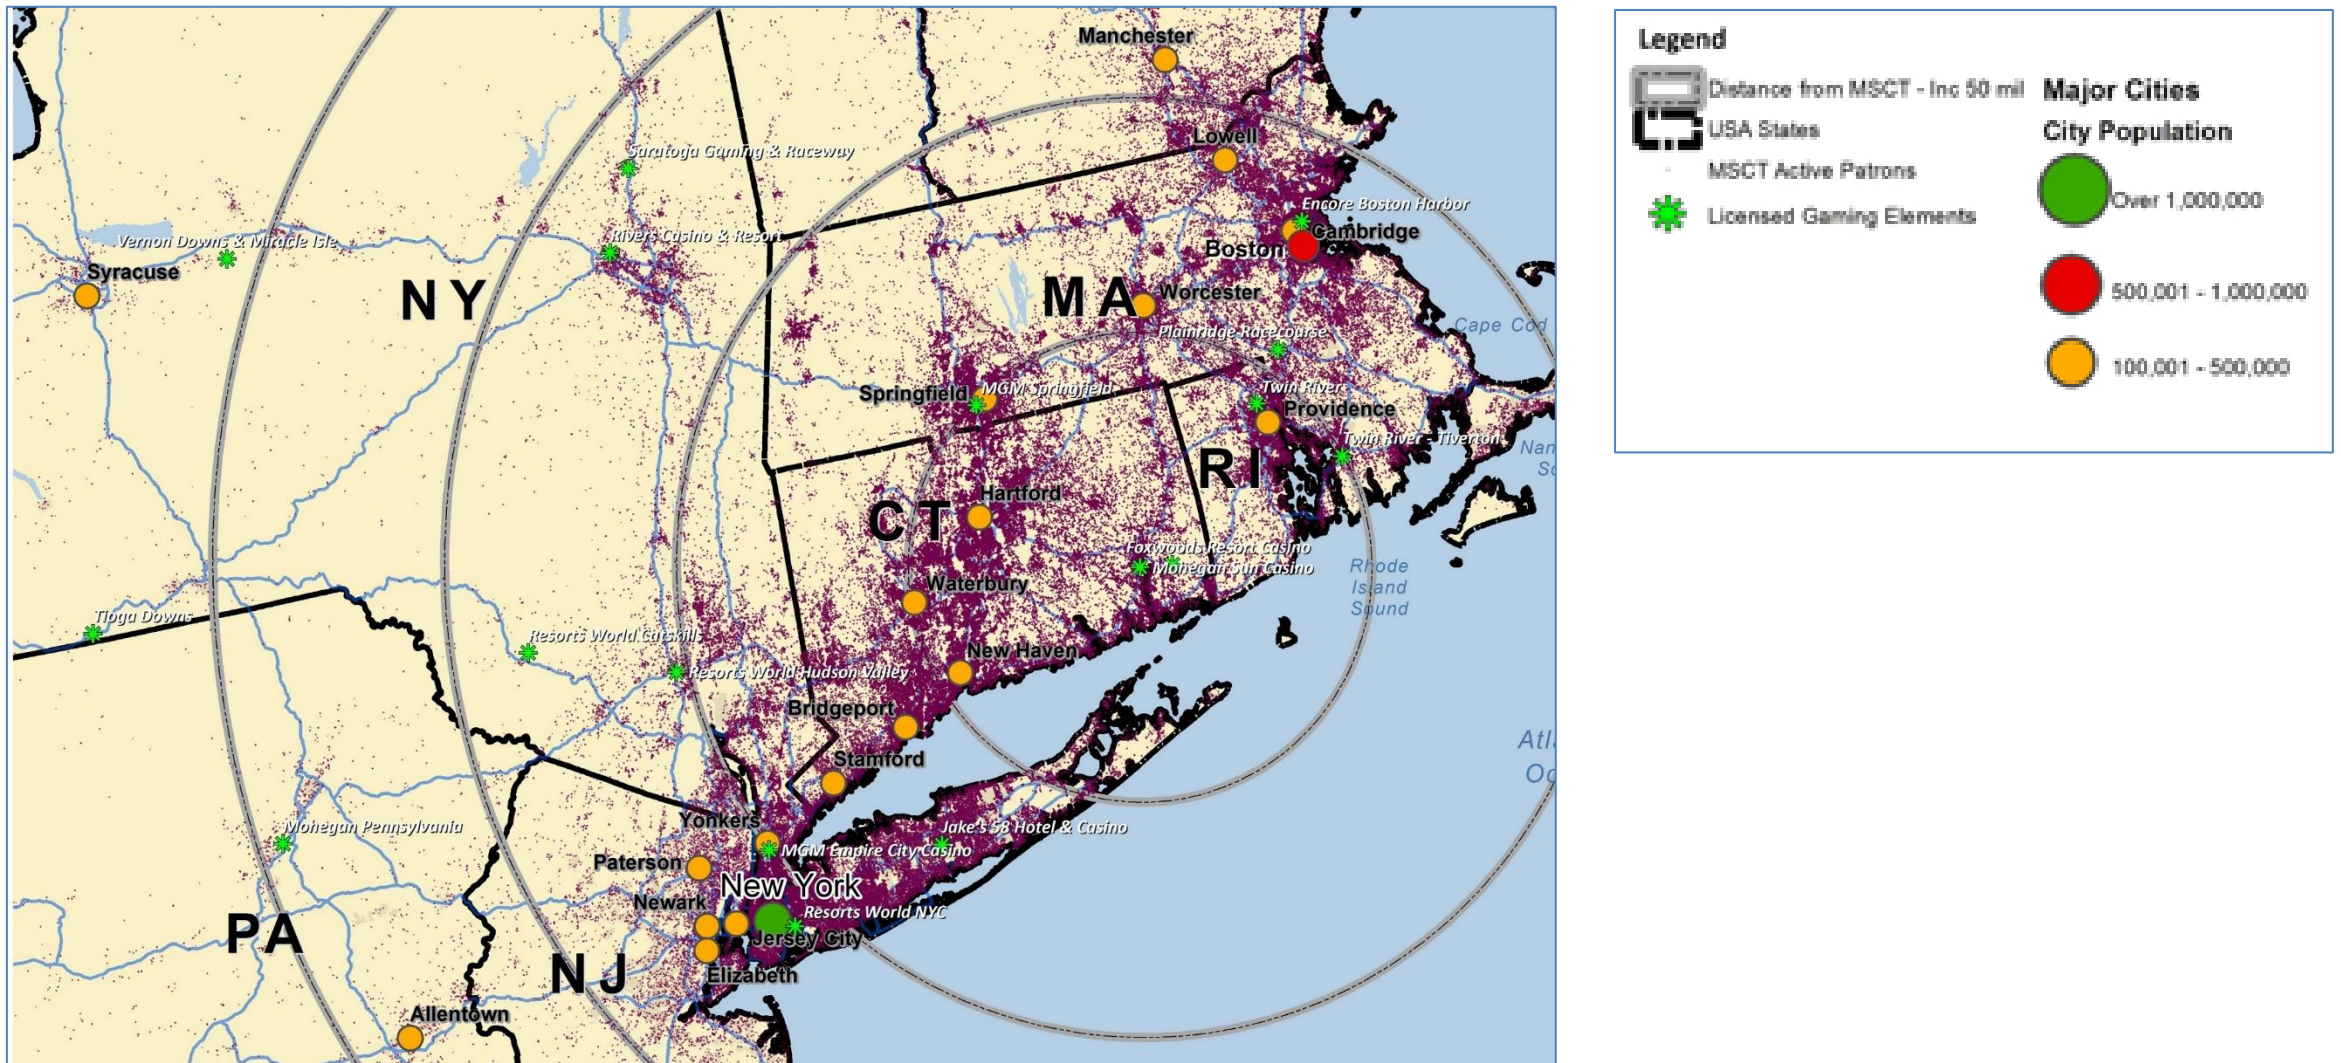 Manchester
Lowell
Saratoga Gaming & Raceway
Encore Boston Harbor
Cambridge
Boston
Vernon Downs & Miracle Isle
Rivers Casino & Resort
Syracuse
NY
MA
Worcester
Plainridge Racecourse
Cape Cod
Springfield
MGM Springfield
Twin River
Providence
Twin River - Tiverton
Nan
So
RI
Hartford
CT
Foxwoods Resort Casino
Mohegan Sun Casino
Rhode
Island
Sound
Waterbury
Tioga Downs
Resorts World Catskills
New Haven
Resorts World Hudson Valley
Bridgeport
Stamford
Atl
Oc
Yonkers
Mohegan Pennsylvania
Jake's 58 Hotel & Casino
MGM Empire City Casino
Paterson
New York
Newark
Resorts World NYC
PA
Jersey City
NJ
Elizabeth
Allentown
Legend
Distance from MSCT - Inc 50 mil
USA States
MSCT Active Patrons
Licensed Gaming Elements
Major Cities
City Population
Over 1,000,000
500,001 - 1,000,000
100,001 - 500,000